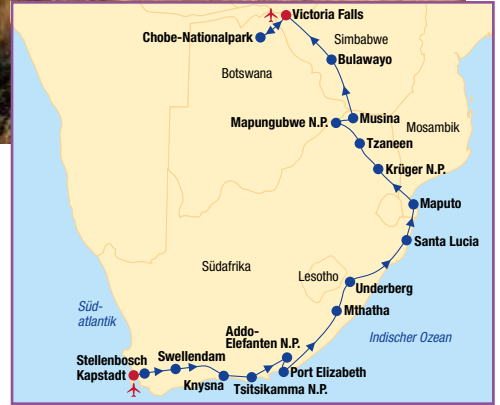 Victoria Falls
Chobe-Nationalpark
Simbabwe
Bulawayo
Botswana
Mapungubwe N.P.
Musina
Mosambik
Tzaneen
Krüger N.P.
Maputo
Santa Lucia
Südafrika
Lesotho
Underberg
Süd-
atlantik
Mthatha
Addo-
Elefanten N.P.
Indischer Ozean
Stellenbosch
Swellendam
Kapstadt
Port Elizabeth
Knysna
Tsitsikamma N.P.